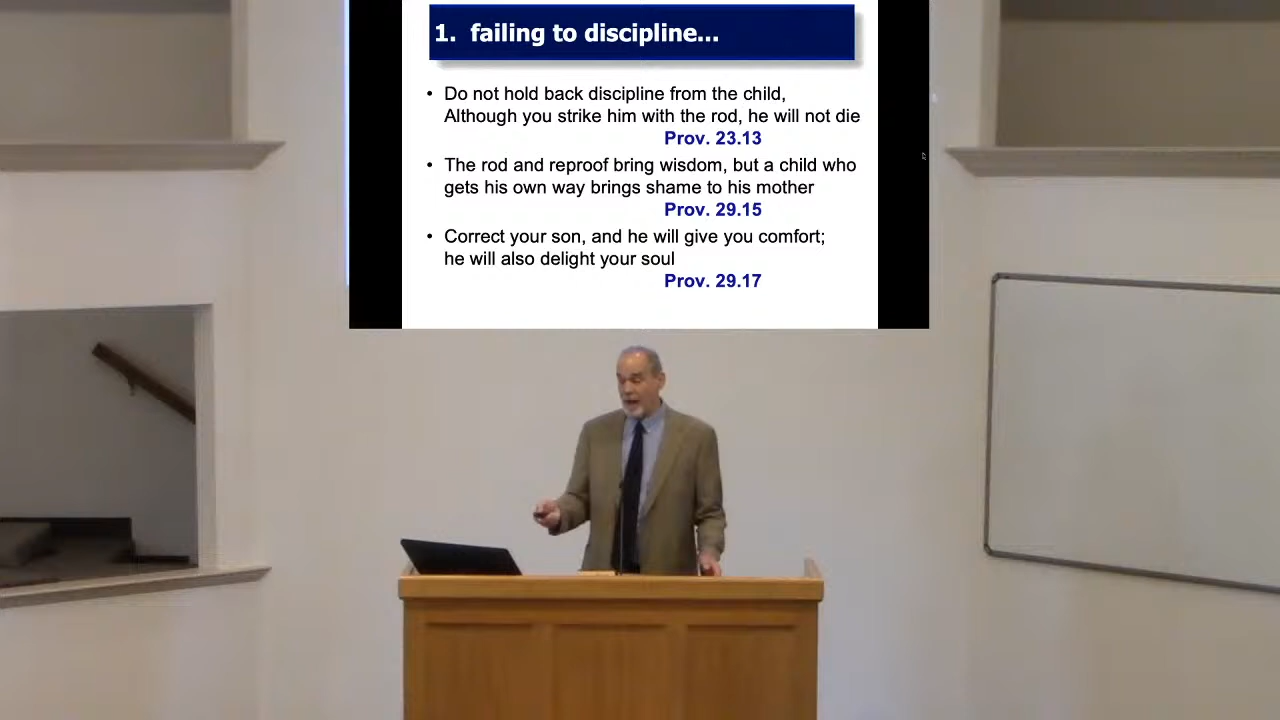 1. failing to discipline...
• Do not hold back discipline from the child,
Although you strike him with the rod, he will not die
Prov. 23.13
• The rod and reproof bring wisdom, but a child who
gets his own way brings shame to his mother
Prov. 29.15
• Correct your son, and he will give you comfort;
he will also delight your soul
Prov. 29.17